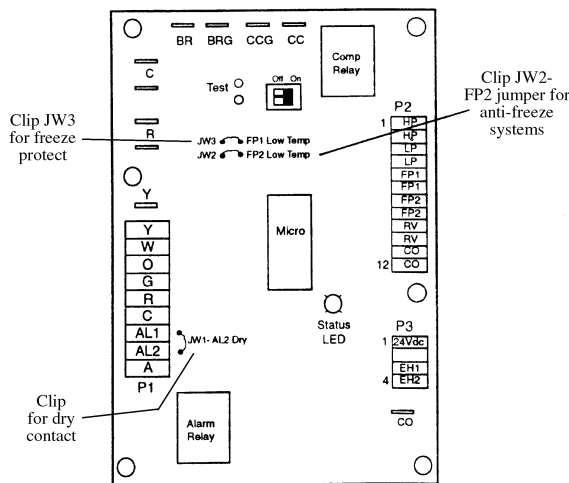 BR BRG CCG CC
Comp
Relay
C
Test
Off On
R
Clip JW3
for freeze
protect
JW3 FP1 Low Temp
JW2 FP2 Low Temp
Clip JW2-
FP2 jumper for
anti-freeze
systems
P2
1 HP
HP
LP
LP
FP1
FP1
FP2
FP2
RV
RV
CO
12 CO
Y
Y
W
O
G
R
C
AL1
AL2
A
P1
JW1- AL2 Dry
Micro
Status
LED
P3
1 24Vdc
EH1
4 EH2
CO
Clip
for dry
contact
Alarm
Relay